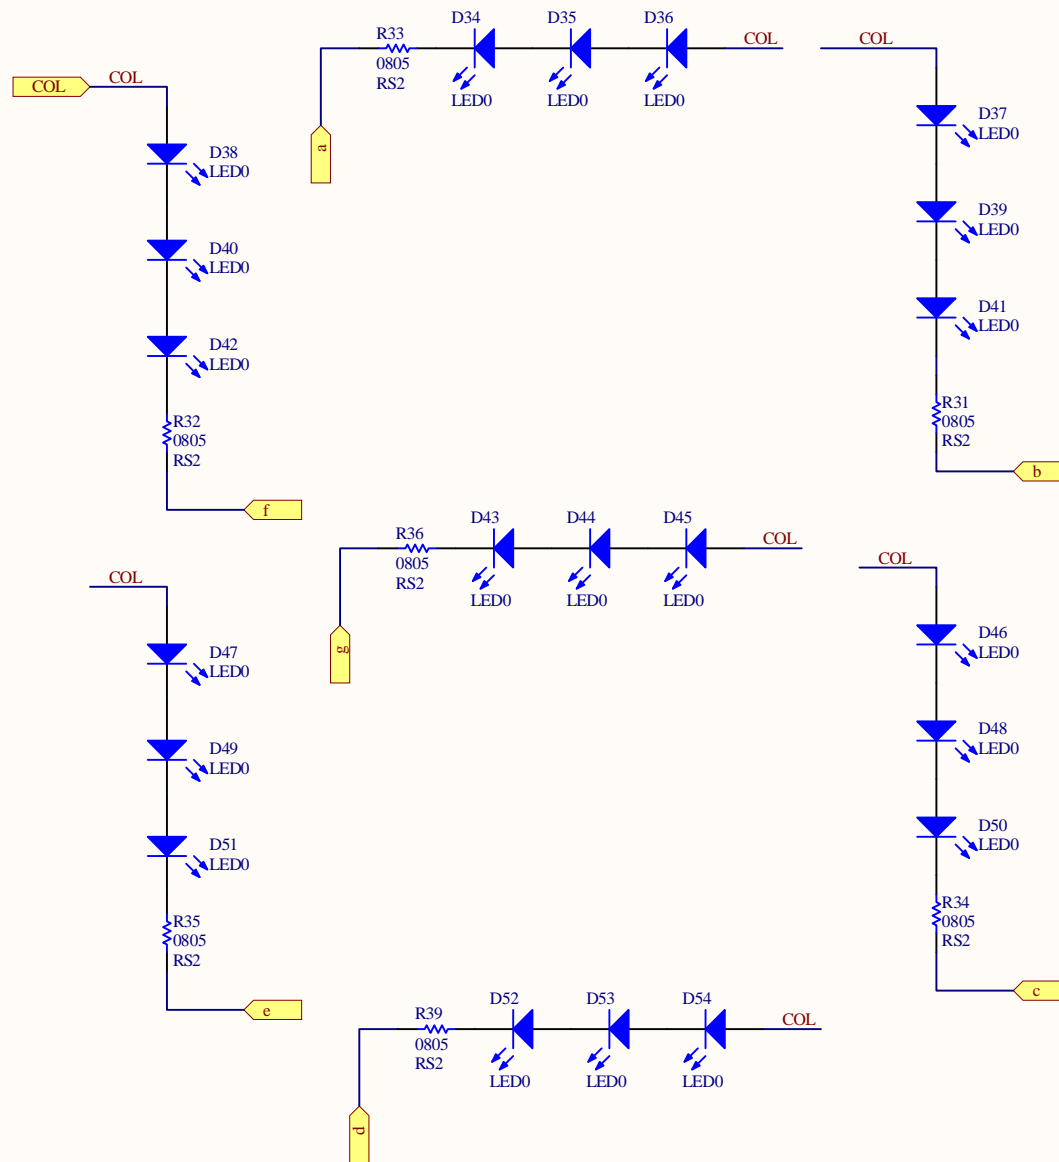 D34 D35 D36
R33
0805
RS2
COL
LED0 LED0 LED0
a
COL
D37
LED0
D39
LED0
D41
LED0
R31
0805
RS2
b
COL
COL
D38
LED0
D40
LED0
D42
LED0
R32
0805
RS2
f
D43 D44 D45
R36
0805
RS2
COL
LED0 LED0 LED0
g
COL
D46
LED0
D48
LED0
D50
LED0
R34
0805
RS2
c
COL
D47
LED0
D49
LED0
D51
LED0
R35
0805
RS2
e
D52 D53 D54
R39
0805
RS2
COL
LED0 LED0 LED0
d